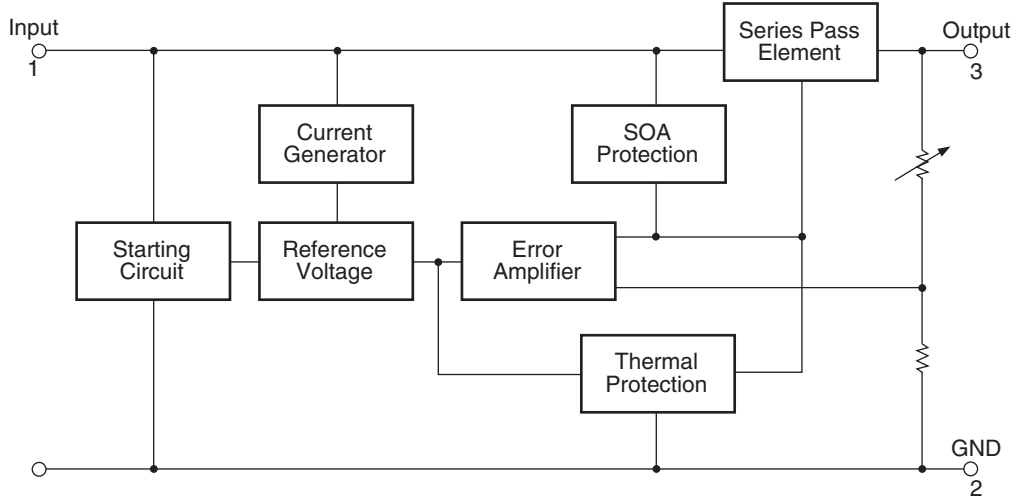 Input
1
Series Pass
Element
Output
3
Current
Generator
SOA
Protection
Starting
Circuit
Reference
Voltage
Error
Amplifier
Thermal
Protection
GND
2